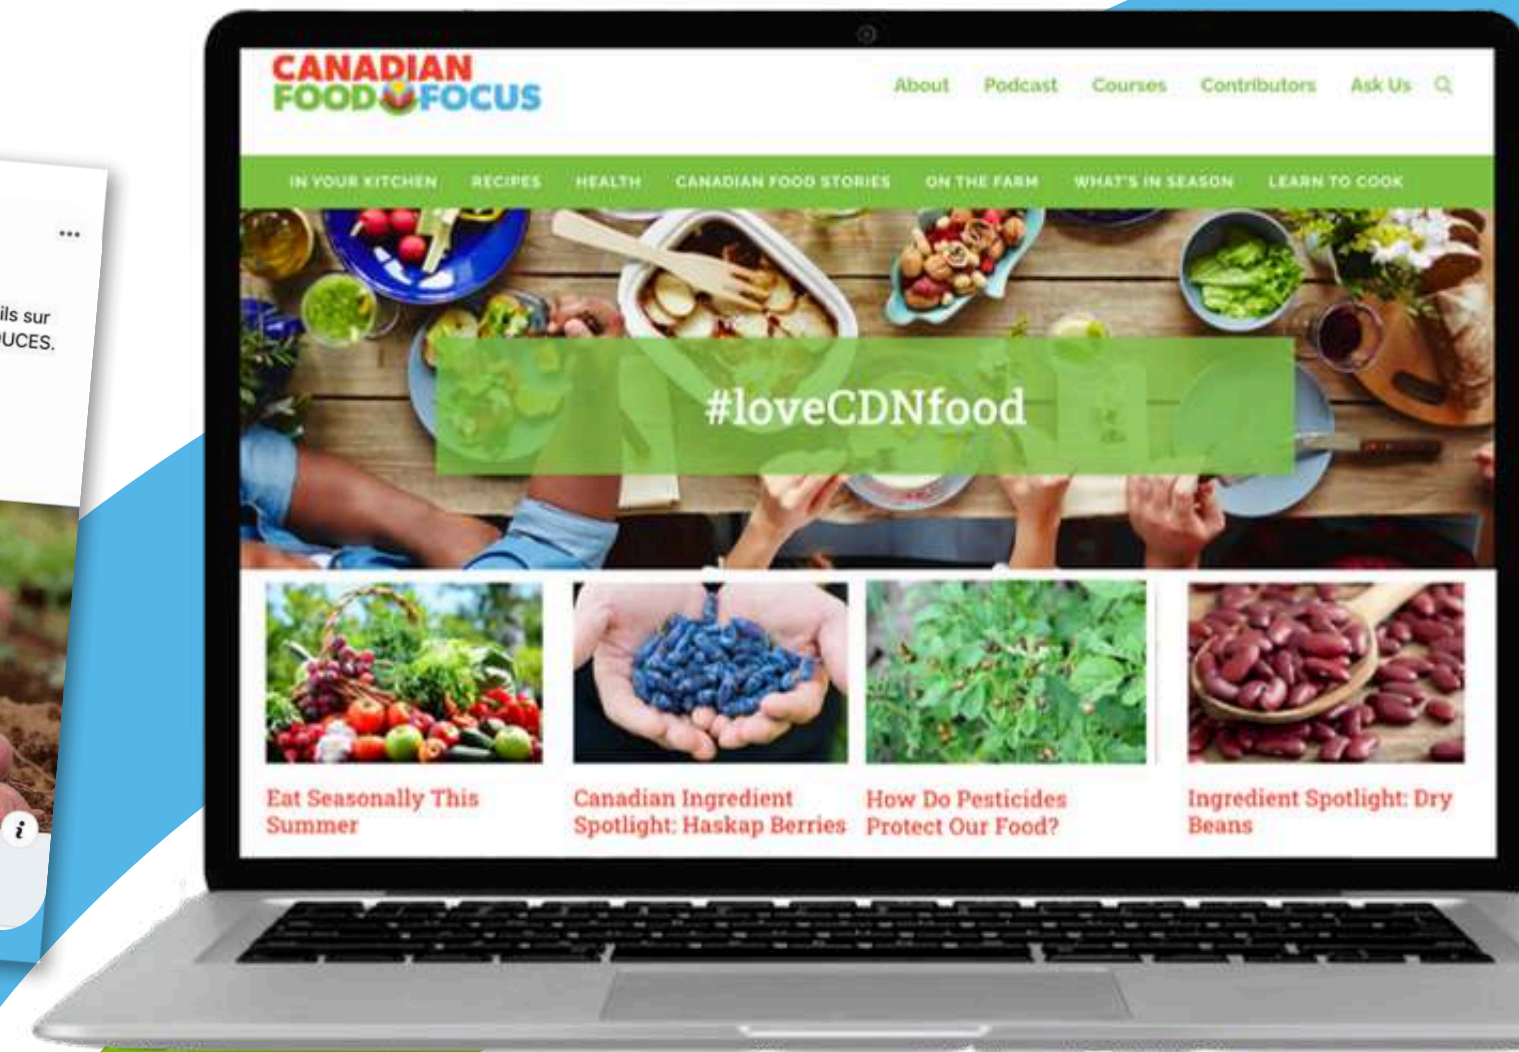 ...
ils sur
UCES.
i
CANADIAN
FOOD FOCUS
About Podcast Courses Contributors Ask Us
IN YOUR KITCHEN RECIPES HEALTH CANADIAN FOOD STORIES ON THE FARM WHAT'S IN SEASON LEARN TO COOK
#loveCDNfood
Eat Seasonally This
Summer
Canadian Ingredient
Spotlight: Haskap Berries
How Do Pesticides
Protect Our Food?
Ingredient Spotlight: Dry
Beans